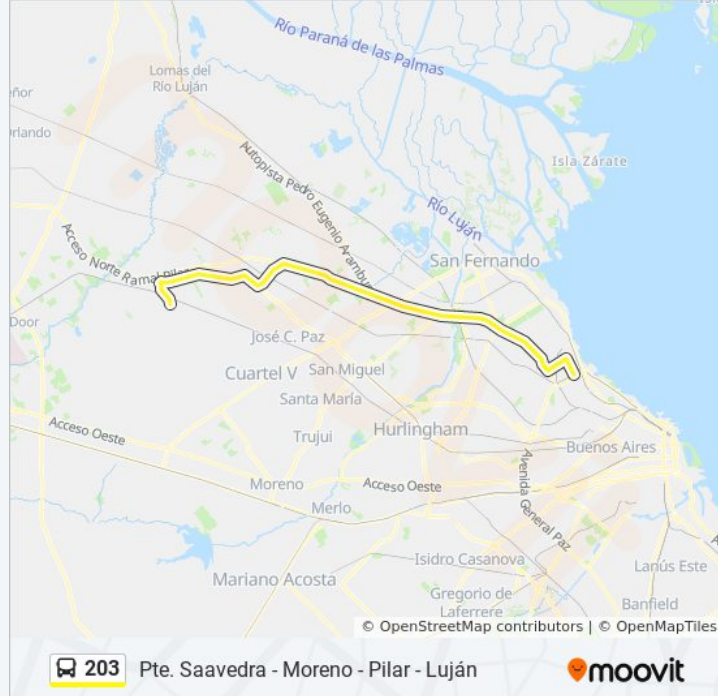 Río Paraná de las Palmas
Lomas del
Río Luján
eñor
Orlando
Isla Zárate
Autopista Pedro Eugenio Arambur
Río Luján
Acceso Norte Ramal Pilar
San Fernando
Door
José C. Paz
Cuartel V
San Miguel
Santa María
Acceso Oeste
Trujui
Hurlingham
Buenos Aires
Avenida General Paz
Moreno
Acceso Oeste
Merlo
Isidro Casanova
Lanús Este
Mariano Acosta
Gregorio de
Laferrere
Banfield
© OpenStreetMap contributors | © OpenMapTiles
203 Pte. Saavedra - Moreno - Pilar - Luján
moovit